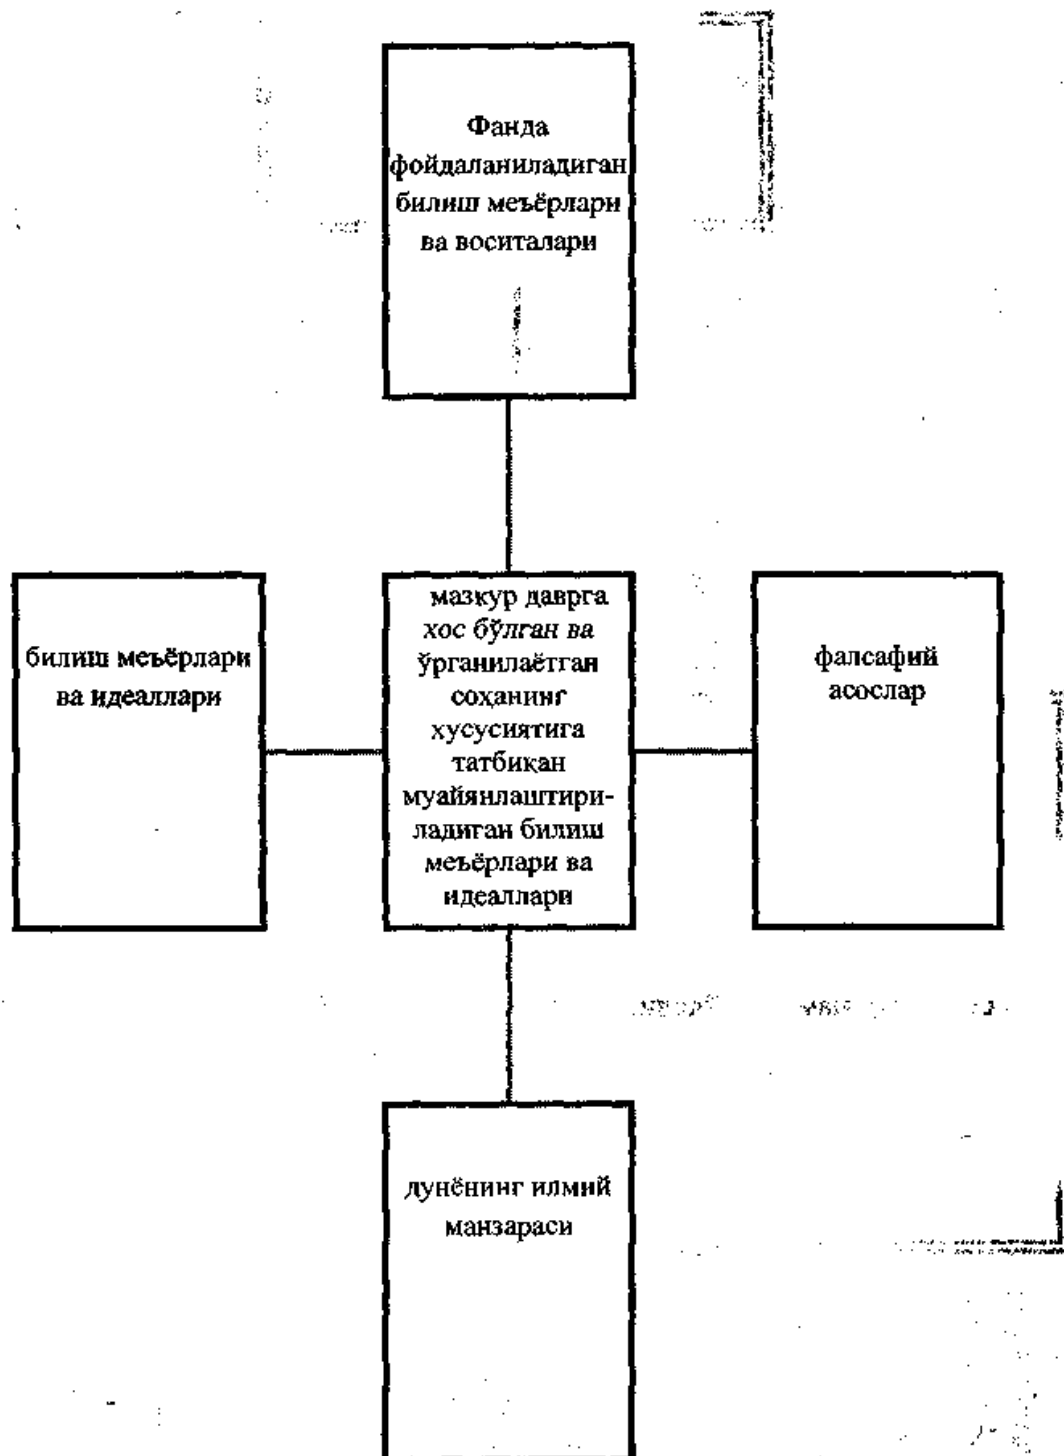 Фанда
фойдаланиладиган
билиш меъёрлари
ва воситалари
билиш меъёрлари
ва идеаллари
мазкур даврга
хос бўлган ва
ўрганилаётган
соҳанинг
хусусиятига
татбиқан
муайянлаштири-
ладиган билиш
меъёрлари ва
идеаллари
фалсафий
асослар
дунёнинг илмий
манзараси